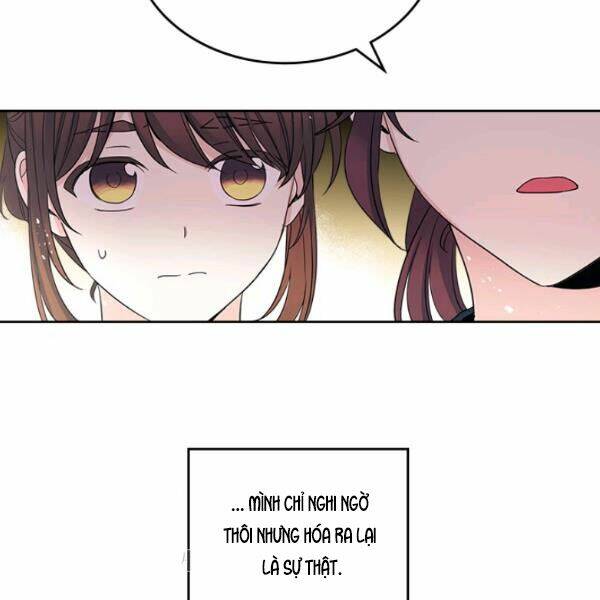 ... MÌNH CHỈ NGHI NGỜ
THÔI NHƯNG HÓA RA LẠI
LÀ SỰ THẬT.